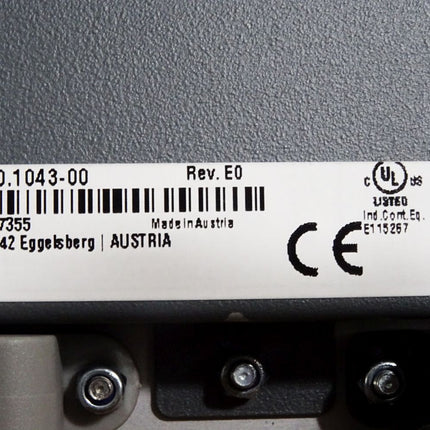 0.1043-00 Rev. E0
7355 Made in Austria
42 Eggelsberg | AUSTRIA
CE
C UL US
LISTED
Ind.Cont.Eq.
E115267